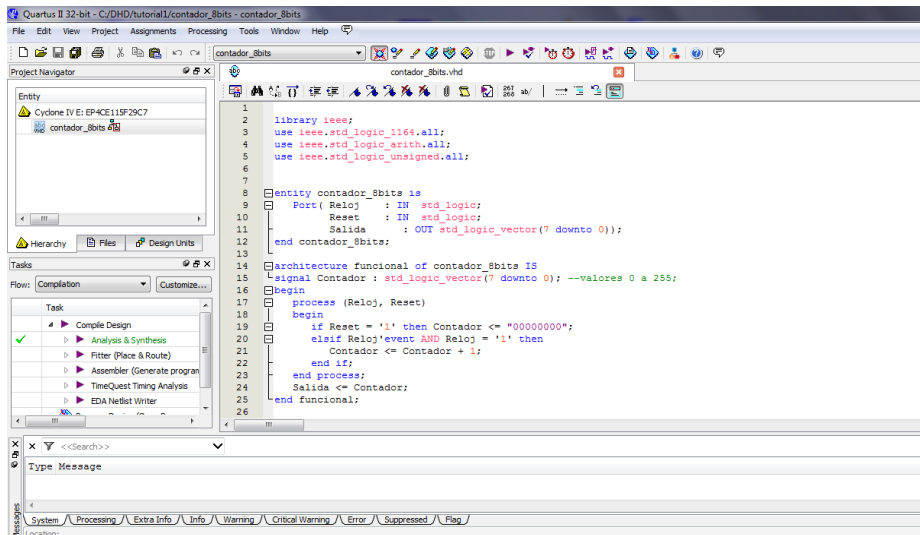 Quartus II 32-bit - C:/DHD/tutorial1/contador_8bits - contador_8bits
File Edit View Project Assignments Processing Tools Window Help
contador_8bits
Project Navigator
Entity
Cyclone IV E: EP4CE115F29C7
contador_8bits
Hierarchy Files Design Units
Tasks
Flow: Compilation Customize...
Task
Compile Design
Analysis & Synthesis
Fitter (Place & Route)
Assembler (Generate program
TimeQuest Timing Analysis
EDA Netlist Writer
contador_8bits.vhd
267
268 ab/
1
2 library ieee;
3 use ieee.std_logic_1164.all;
4 use ieee.std_logic_arith.all;
5 use ieee.std_logic_unsigned.all;
6
7
8 entity contador_8bits is
9 Port( Reloj : IN std_logic;
10 Reset : IN std_logic;
11 Salida : OUT std_logic_vector(7 downto 0));
12 end contador_8bits;
13
14 architecture funcional of contador_8bits IS
15 signal Contador : std_logic_vector(7 downto 0); --valores 0 a 255;
16 begin
17 process (Reloj, Reset)
18 begin
19 if Reset = '1' then Contador <= "00000000";
20 elsif Reloj'event AND Reloj = '1' then
21 Contador <= Contador + 1;
22 end if;
23 end process;
24 Salida <= Contador;
25 end funcional;
26
<<Search>>
Type Message
System Processing Extra Info Info Warning Critical Warning Error Suppressed Flag
Location: